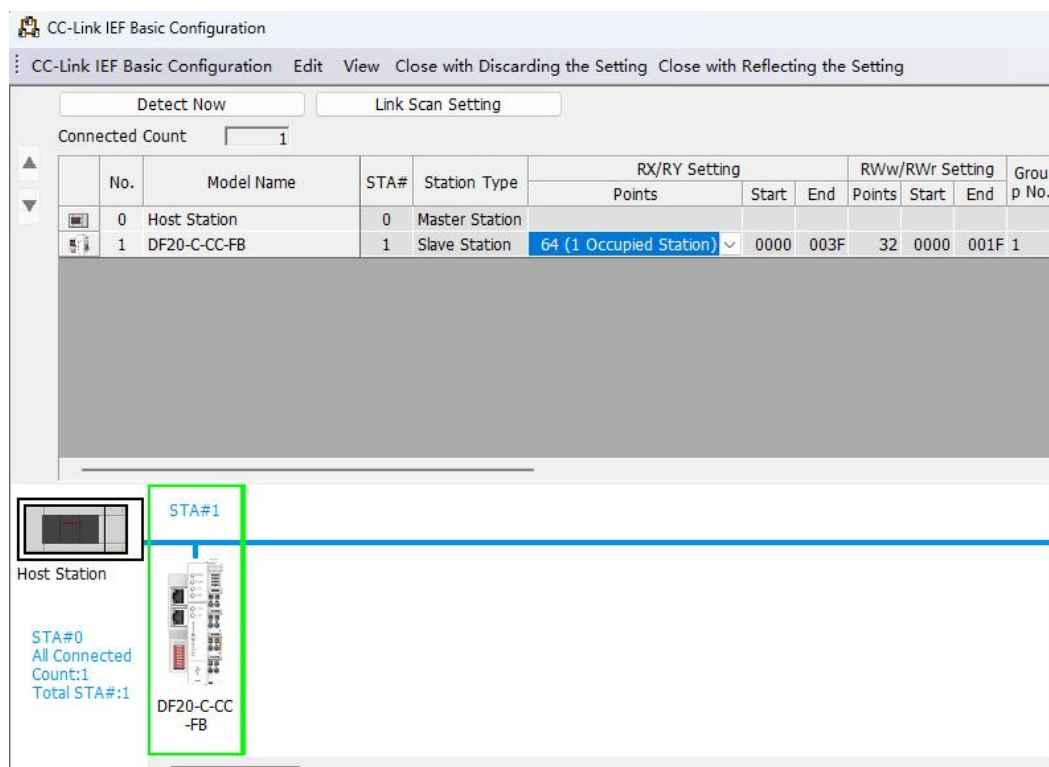 CC-Link IEF Basic Configuration
CC-Link IEF Basic Configuration Edit View Close with Discarding the Setting Close with Reflecting the Setting
Detect Now Link Scan Setting
Connected Count 1
No. Model Name STA# Station Type RX/RY Setting RWw/RWr Setting Grou
p No.
Points Start End Points Start End
0 Host Station 0 Master Station
1 DF20-C-CC-FB 1 Slave Station 64 (1 Occupied Station) 0000 003F 32 0000 001F 1
STA#1
Host Station
STA#0
All Connected
Count:1
Total STA#:1
DF20-C-CC
-FB